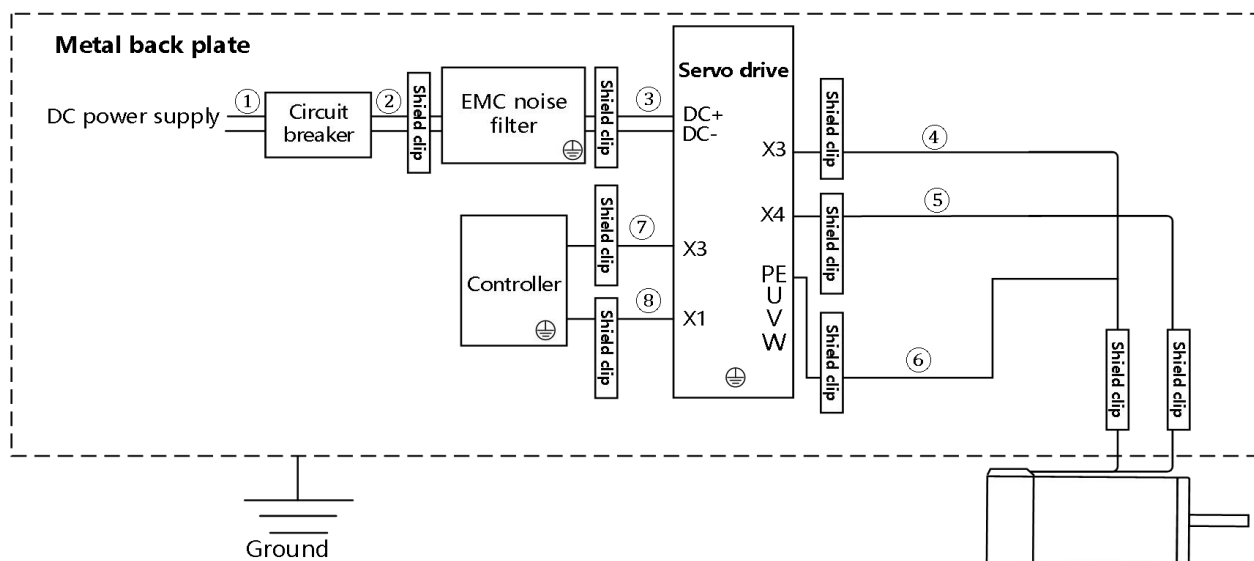 Metal back plate
DC power supply
①
Circuit
breaker
②
Shield clip
EMC noise
filter
Shield clip
③
Servo drive
DC+
DC-
X3
Shield clip
④
X4
Shield clip
⑤
Controller
Shield clip
⑦
X3
Shield clip
⑧
X1
PE
U
V
W
Shield clip
⑥
Shield clip
Shield clip
Ground